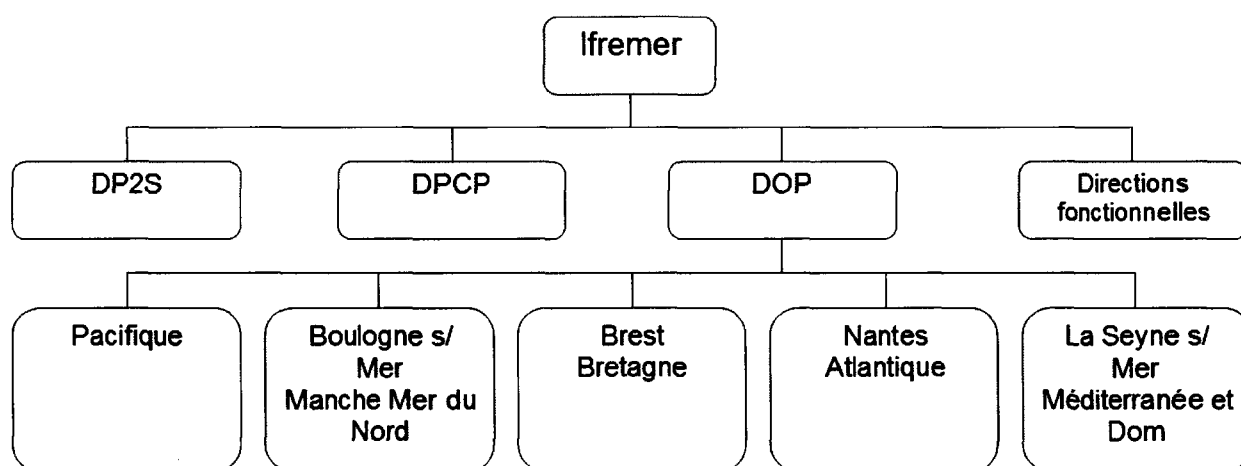 Ifremer
DP2S
DPCP
DOP
Directions
fonctionnelles
Pacifique
Boulogne s/
Mer
Manche Mer du
Nord
Brest
Bretagne
Nantes
Atlantique
La Seyne s/
Mer
Méditerranée et
Dom